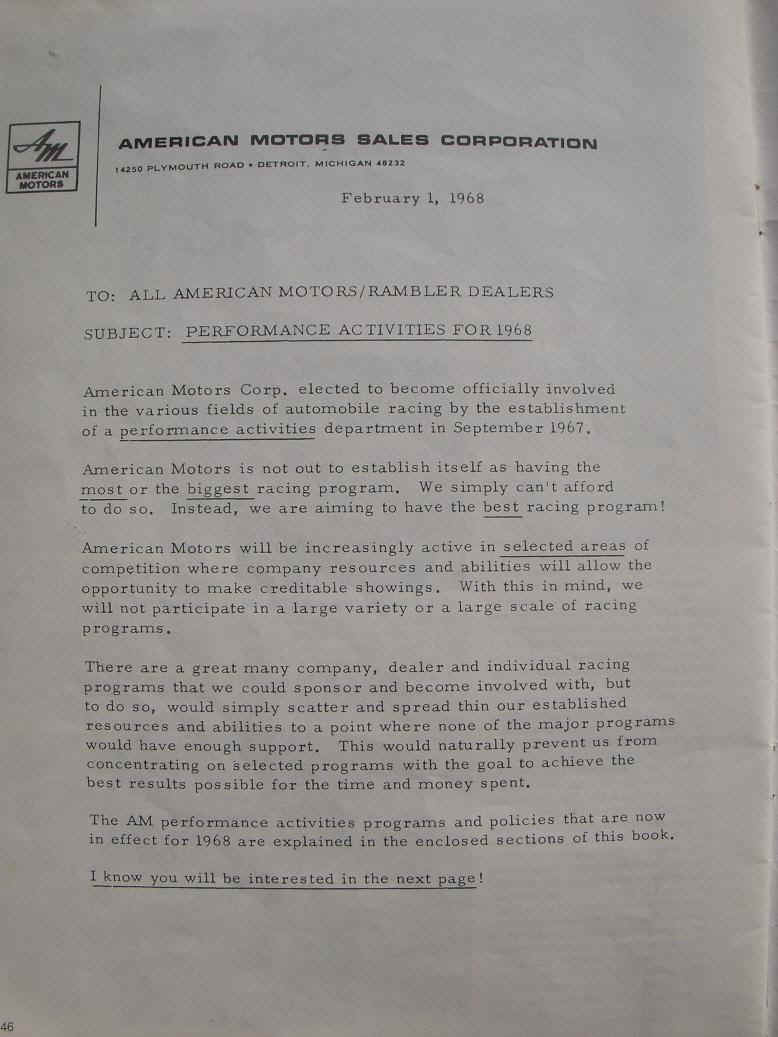 AM
AMERICAN
MOTORS
AMERICAN MOTORS SALES CORPORATION
14250 PLYMOUTH ROAD • DETROIT, MICHIGAN 48232
February 1, 1968
TO: ALL AMERICAN MOTORS/RAMBLER DEALERS
SUBJECT: PERFORMANCE ACTIVITIES FOR 1968
American Motors Corp. elected to become officially involved
in the various fields of automobile racing by the establishment
of a performance activities department in September 1967.
American Motors is not out to establish itself as having the
most or the biggest racing program. We simply can't afford
to do so. Instead, we are aiming to have the best racing program!
American Motors will be increasingly active in selected areas of
competition where company resources and abilities will allow the
opportunity to make creditable showings. With this in mind, we
will not participate in a large variety or a large scale of racing
programs.
There are a great many company, dealer and individual racing
programs that we could sponsor and become involved with, but
to do so, would simply scatter and spread thin our established
resources and abilities to a point where none of the major programs
would have enough support. This would naturally prevent us from
concentrating on selected programs with the goal to achieve the
best results possible for the time and money spent.
The AM performance activities programs and policies that are now
in effect for 1968 are explained in the enclosed sections of this book.
I know you will be interested in the next page!
46